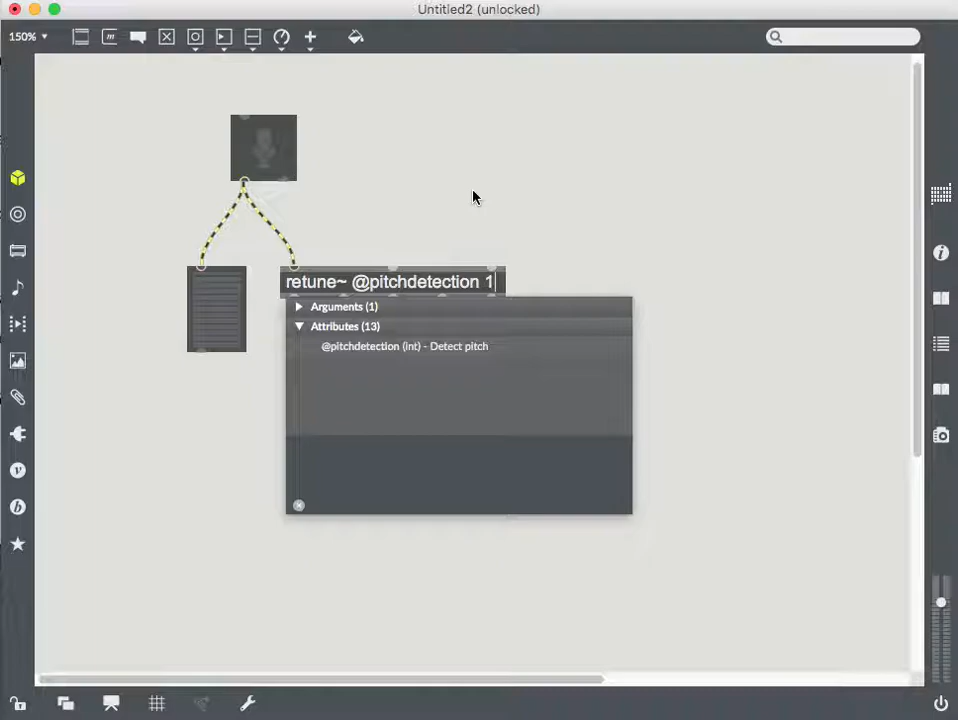 Untitled2 (unlocked)
150%
retune~ @pitchdetection 1
Arguments (1)
Attributes (13)
@pitchdetection (int) - Detect pitch